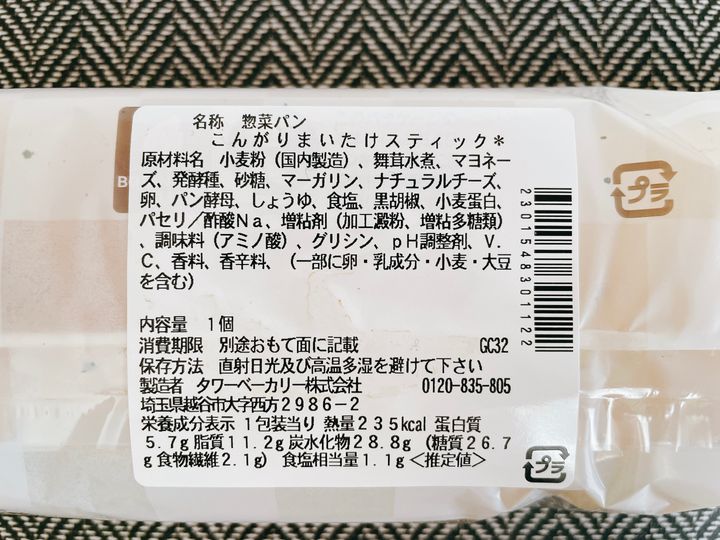 名称 惣菜パン
こんがりまいたけスティック*
原材料名 小麦粉(国内製造)、舞茸水煮、マヨネー
ズ、発酵種、砂糖、マーガリン、ナチュラルチーズ、
卵、パン酵母、しょうゆ、食塩、黒胡椒、小麦蛋白、
パセリ/酢酸Na、増粘剤(加工澱粉、増粘多糖類)
、調味料(アミノ酸)、グリシン、pH調整剤、V.
C、香料、香辛料、(一部に卵・乳成分・小麦・大豆
を含む)
内容量 1個
消費期限 別途おもて面に記載 GC32
保存方法 直射日光及び高温多湿を避けて下さい
製造者 タワーベーカリー株式会社 0120-835-805
埼玉県越谷市大字西方2986-2
栄養成分表示 1包装当り 熱量235kcal 蛋白質
5.7g 脂質11.2g 炭水化物28.8g (糖質26.7
g 食物繊維2.1g) 食塩相当量1.1g<推定値>
2301548301122
プラ
プラ